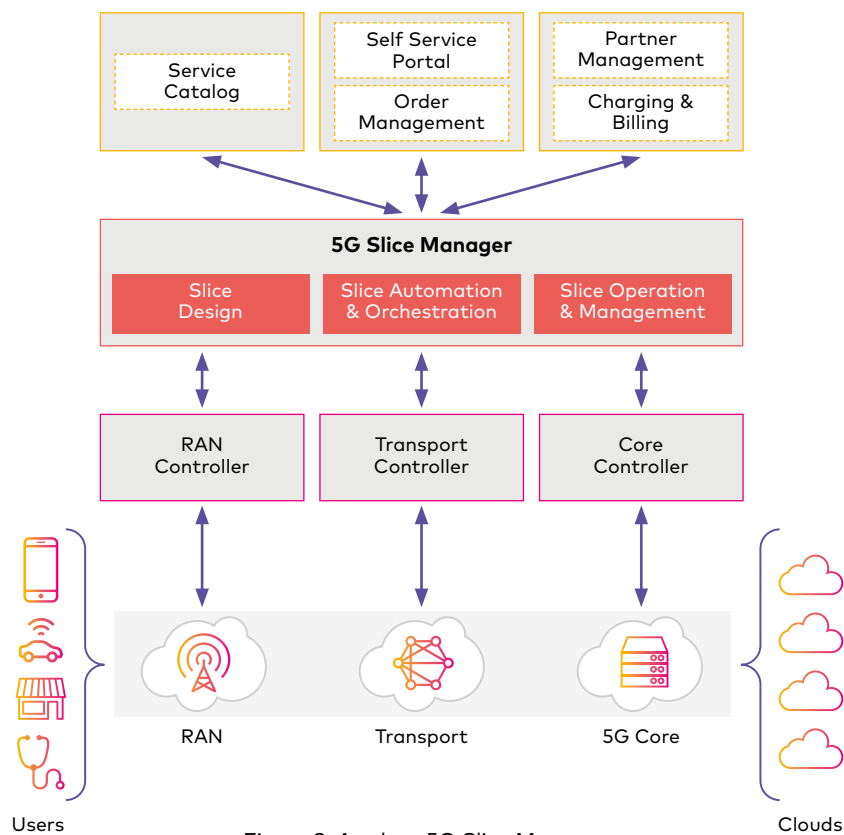 Service
Catalog
Self Service
Portal
Order
Management
Partner
Management
Charging &
Billing
5G Slice Manager
Slice
Design
Slice Automation
& Orchestration
Slice Operation
& Management
RAN
Controller
Transport
Controller
Core
Controller
RAN
Transport
5G Core
Users
Clouds